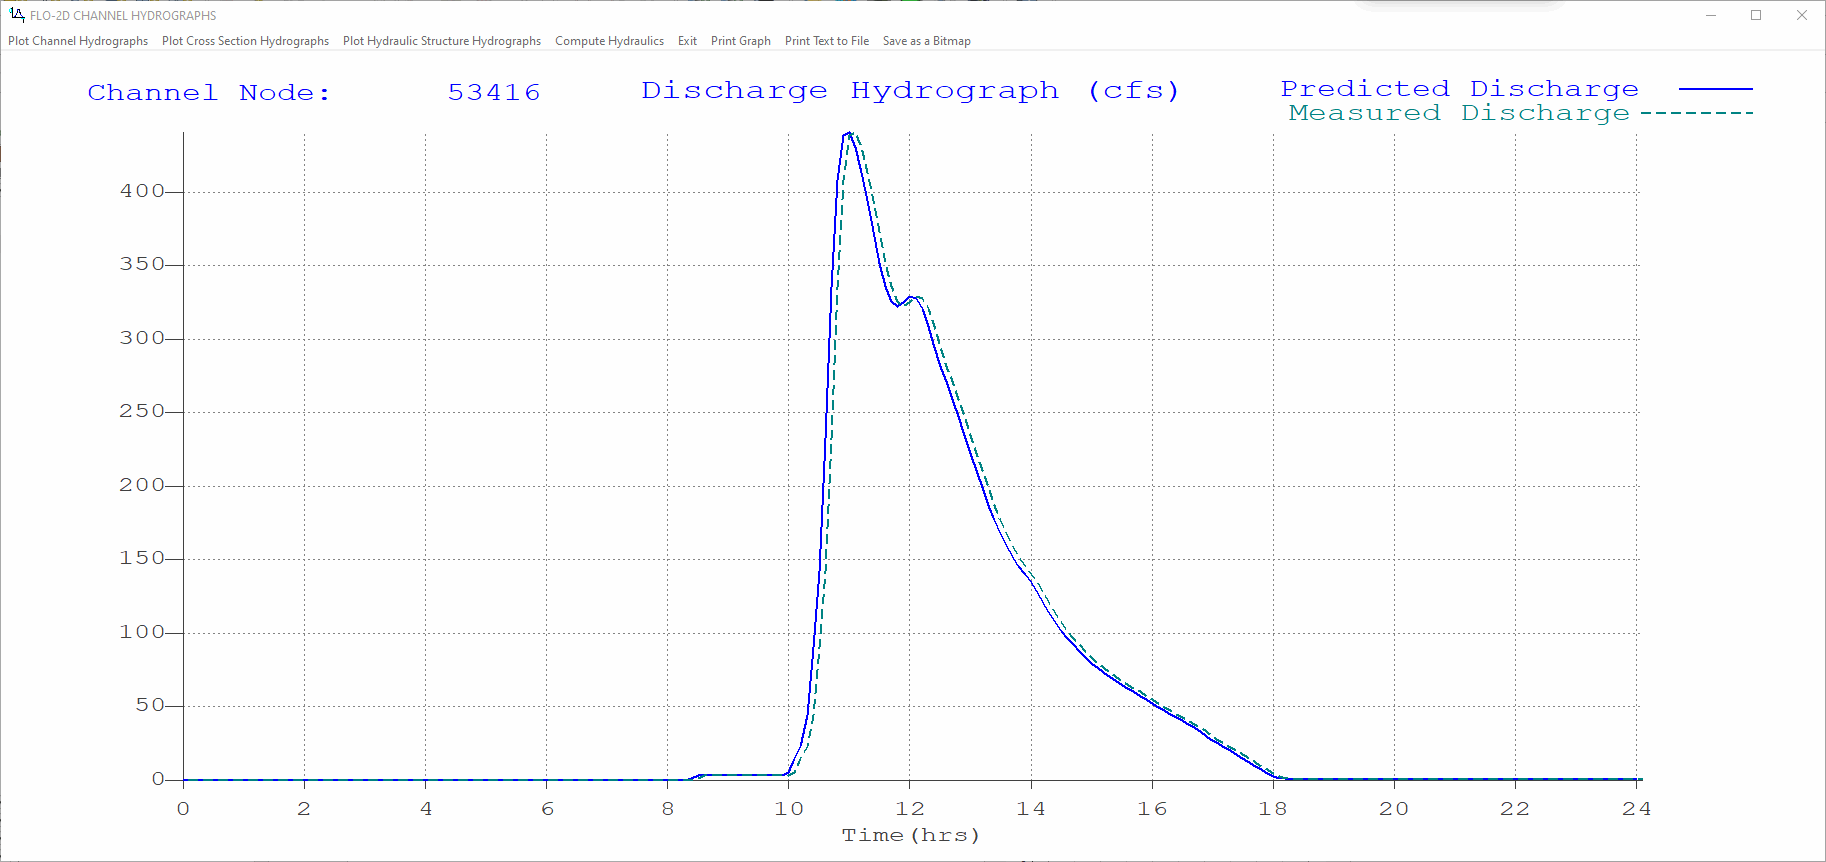 FLO-2D CHANNEL HYDROGRAPHS
Plot Channel Hydrographs Plot Cross Section Hydrographs Plot Hydraulic Structure Hydrographs Compute Hydraulics Exit Print Graph Print Text to File Save as a Bitmap
Channel Node: 53416 Discharge Hydrograph (cfs) Predicted Discharge
Measured Discharge
400
350
300
250
200
150
100
50
0
0 2 4 6 8 10 12 14 16 18 20 22 24
Time(hrs)